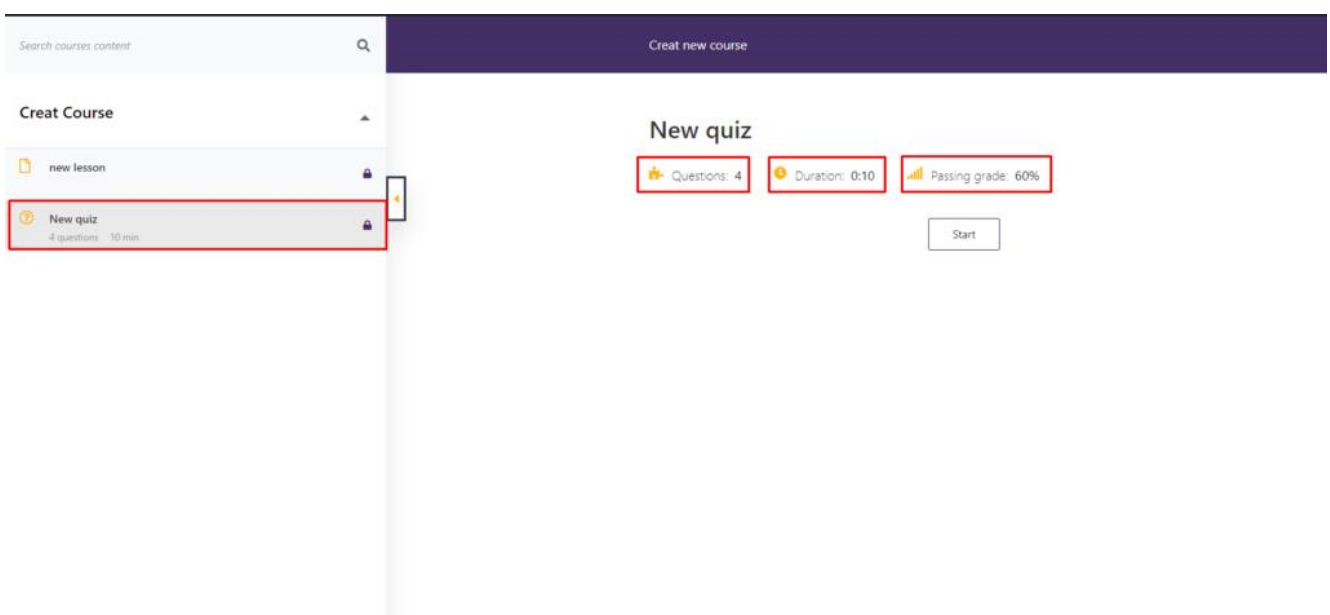 Search courses content
Creat new course
Creat Course
new lesson
New quiz
4 questions 10 min
New quiz
Questions: 4 Duration: 0:10 Passing grade: 60%
Start